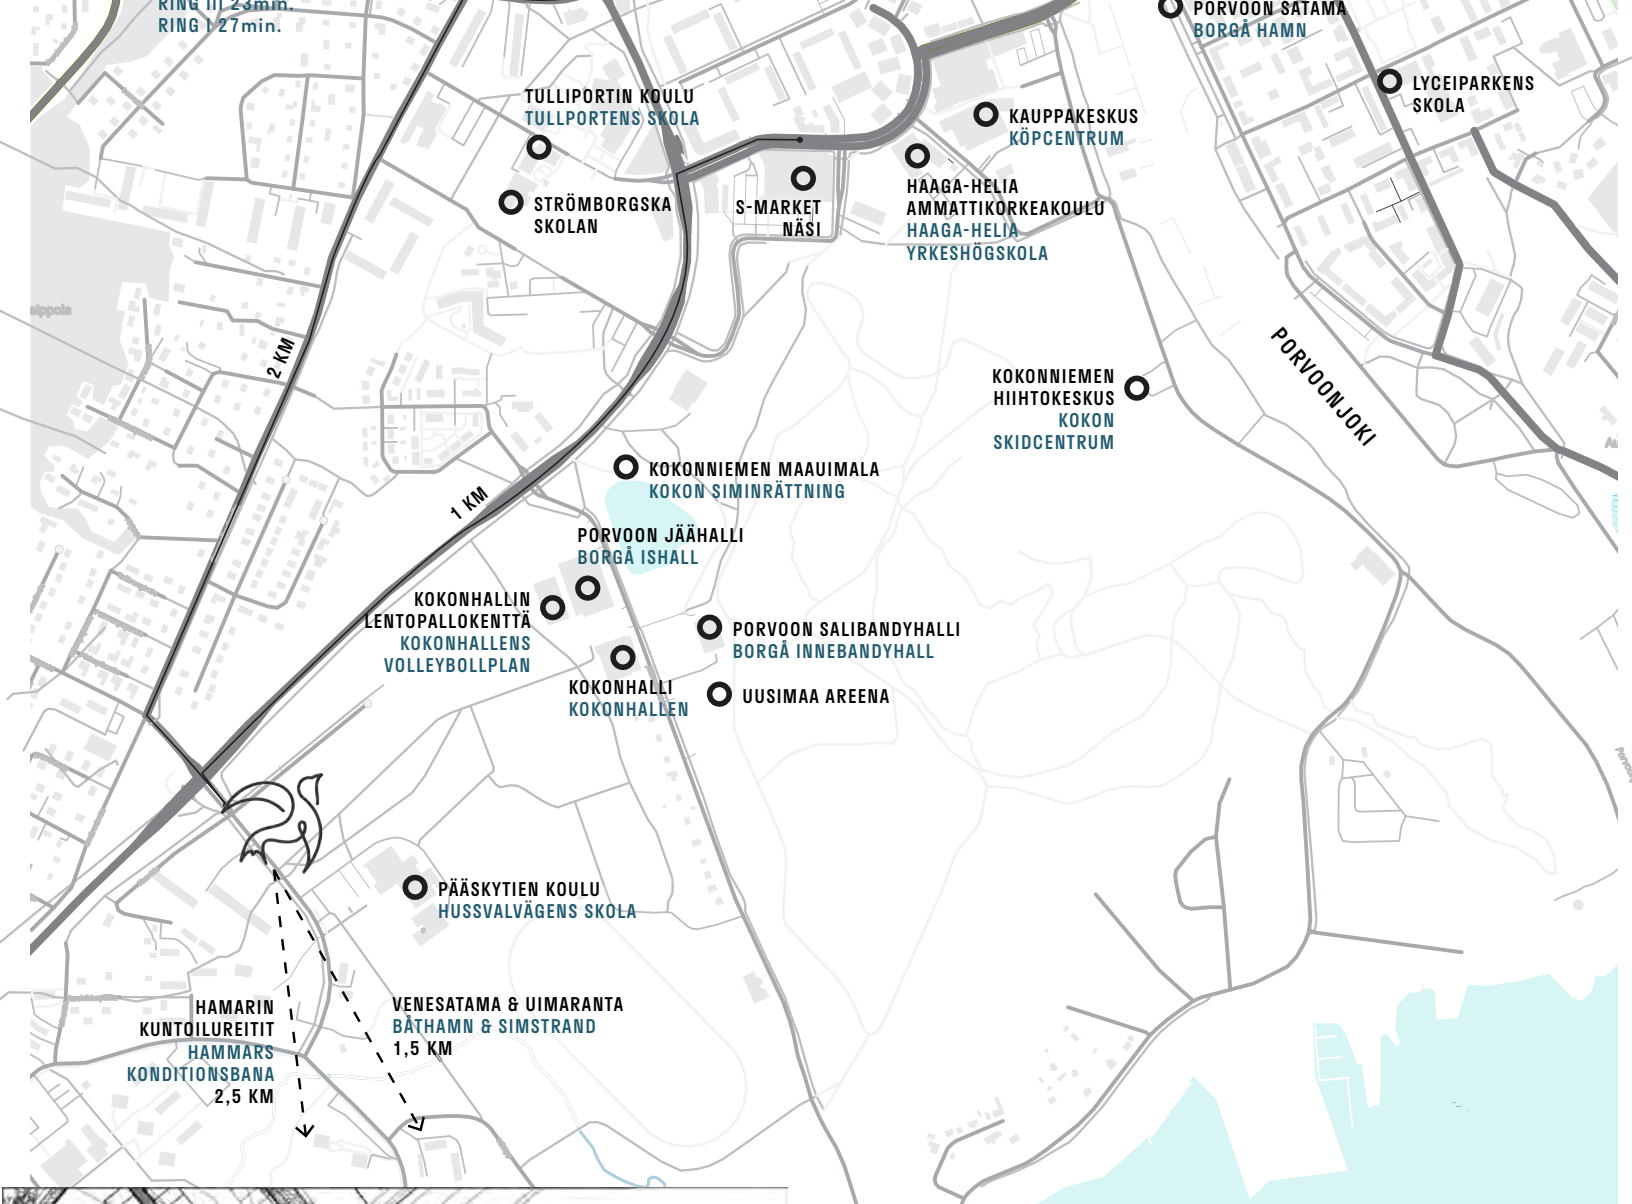 RING III 23min.
RING I 27min.
PORVOON SATAMA
BORGÅ HAMN
LYCEIPARKENS
SKOLA
TULLIPORTIN KOULU
TULLPORTENS SKOLA
KAUPPAKESKUS
KÖPCENTRUM
STRÖMBORGSKA
SKOLAN
S-MARKET
NÄSI
HAAGA-HELIA
AMMATTIKORKEAKOULU
HAAGA-HELIA
YRKESHÖGSKOLA
2 KM
PORVOONJOKI
KOKONNIEMEN
HIIHTOKESKUS
KOKON
SKIDCENTRUM
KOKONNIEMEN MAAUIMALA
KOKON SIMINRÄTTNING
1 KM
PORVOON JÄÄHALLI
BORGÅ ISHALL
KOKONHALLIN
LENTOPALLOKENTTÄ
KOKONHALLENS
VOLLEYBOLLPLAN
PORVOON SALIBANDYHALLI
BORGÅ INNEBANDYHALL
KOKONHALLI
KOKONHALLEN
UUSIMAA AREENA
PÄÄSKYTIEN KOULU
HUSSVALVÄGENS SKOLA
HAMARIN
KUNTOILUREITIT
HAMMARS
KONDITIONSBANA
2,5 KM
VENESATAMA & UIMARANTA
BÅTHAMN & SIMSTRAND
1,5 KM